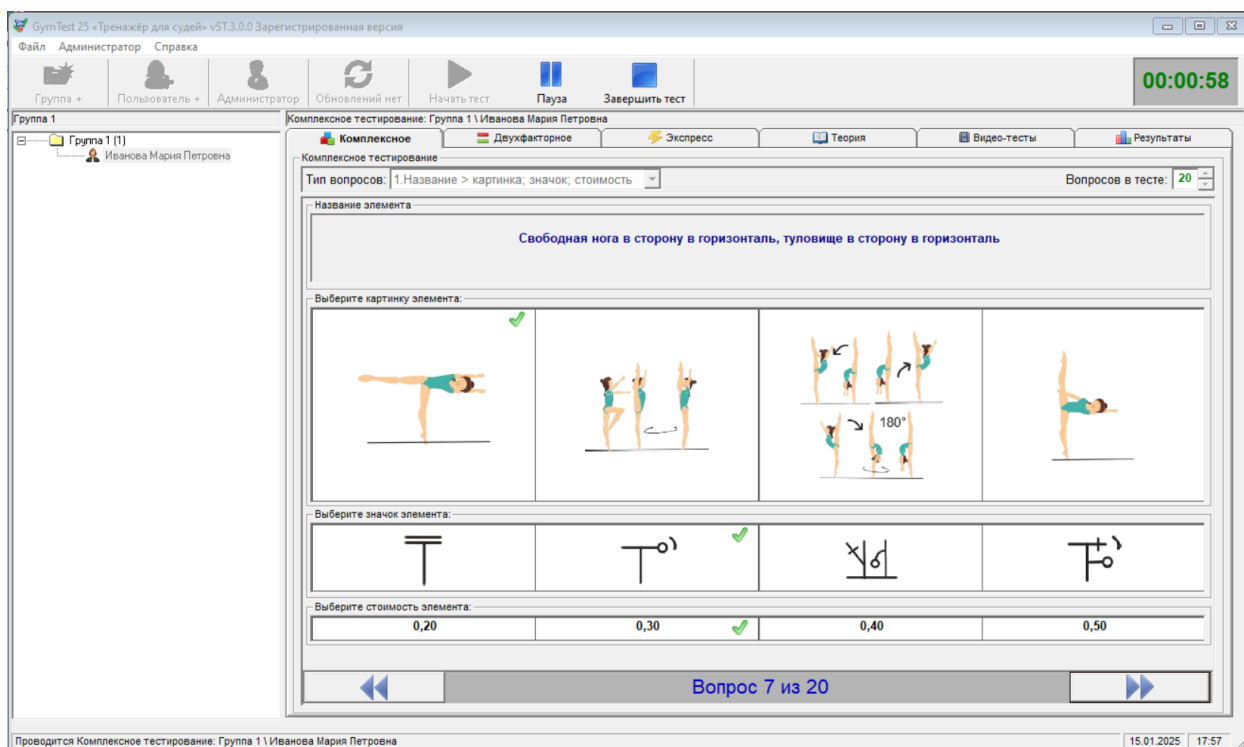 GymTest 25 «Тренажёр для судей» vST.3.0.0 Зарегистрированная версия
Файл Администратор Справка
Группа + Пользователь + Администратор Обновлений нет Начать тест Пауза Завершить тест
00:00:58
Группа 1
Комплексное тестирование: Группа 1 \ Иванова Мария Петровна
Группа 1 (1)
Иванова Мария Петровна
Комплексное Двухфакторное Экспресс Теория Видео-тесты Результаты
Комплексное тестирование
Тип вопросов: 1.Название > картинка; значок; стоимость
Вопросов в тесте: 20
Название элемента
Свободная нога в сторону в горизонталь, туловище в сторону в горизонталь
Выберите картинку элемента:
180°
Выберите значок элемента:
Выберите стоимость элемента:
0,20 0,30 0,40 0,50
Вопрос 7 из 20
Проводится Комплексное тестирование: Группа 1 \ Иванова Мария Петровна
15.01.2025 17:57